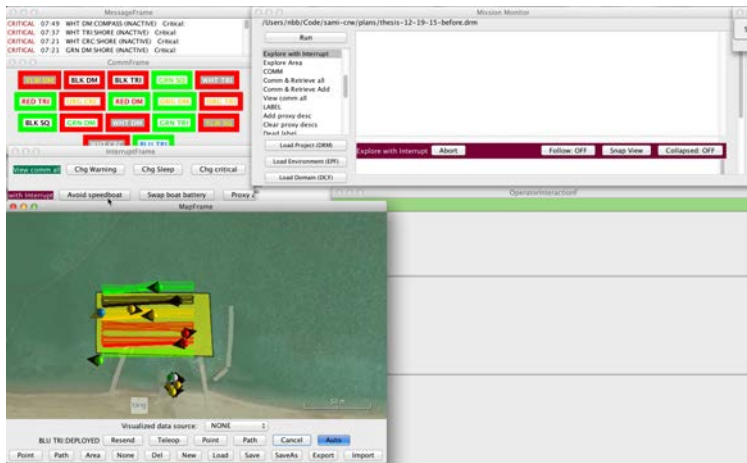 MessageFrame
CRITICAL 07:49 WHT DM:COMPASS (INACTIVE) Critical:
CRITICAL 07:37 WHT TRI:SHORE (INACTIVE) Critical:
CRITICAL 07:21 WHT CRC:SHORE (INACTIVE) Critical:
CRITICAL 07:21 GRN DM:SHORE (INACTIVE) Critical:
CommFrame
BLK DM BLK TRI GRN SQ WHT TRI
RED TRI RED DM
BLK SQ GRN DM WHT DM GRN TRI
BLU TRI
InterruptFrame
View comm all Chg Warning Chg Sleep Chg critical
with Interrupt Avoid speedboat Swap boat battery Proxy
Mission Monitor
/Users/nbb/Code/sami-crw/plans/thesis-12-19-15-before.drm
Run
Explore with Interrupt
Explore Area
COMM
Comm & Retrieve all
Comm & Retrieve Add
View comm all
LABEL
Add proxy desc
Clear proxy descs
Dead label
Load Project (DRM)
Load Environment (EPF)
Load Domain (DCF)
Explore with Interrupt Abort Follow: OFF Snap View Collapsed: OFF
OperatorInteractionF
MapFrame
bing
50 m
Visualized data source: NONE
BLU TRI:DEPLOYED Resend Teleop Point Path Cancel Auto
Point Path Area None Del New Load Save SaveAs Export Import